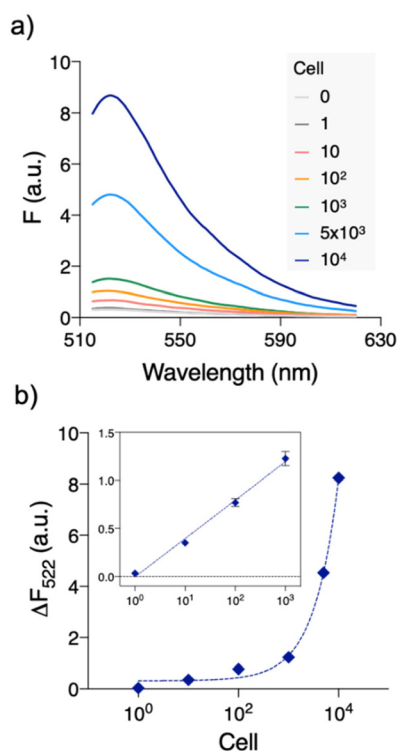 a)
10
8
6
4
2
0
F (a.u.)
510 550 590 630
Wavelength (nm)
Cell
0
1
10
10²
10³
5x10³
10⁴
b)
10
8
6
4
2
0
ΔF₅₂₂ (a.u.)
1.5
1.0
0.5
0.0
10⁰ 10¹ 10² 10³
10⁰ 10² 10⁴
Cell